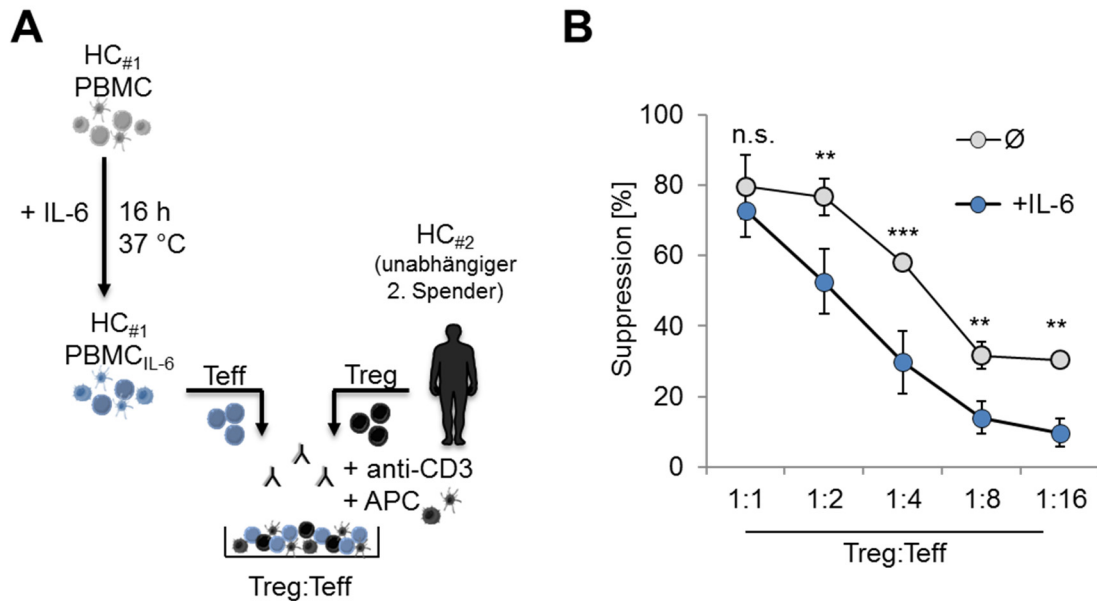 A
HC#1
PBMC
+ IL-6
16 h
37 °C
HC#1
PBMCIL-6
HC#2
(unabhängiger
2. Spender)
Teff
Treg
+ anti-CD3
+ APC
Treg:Teff
B
Suppression [%]
100
80
60
40
20
0
n.s.
**
***
**
**
Ø
+IL-6
1:1 1:2 1:4 1:8 1:16
Treg:Teff